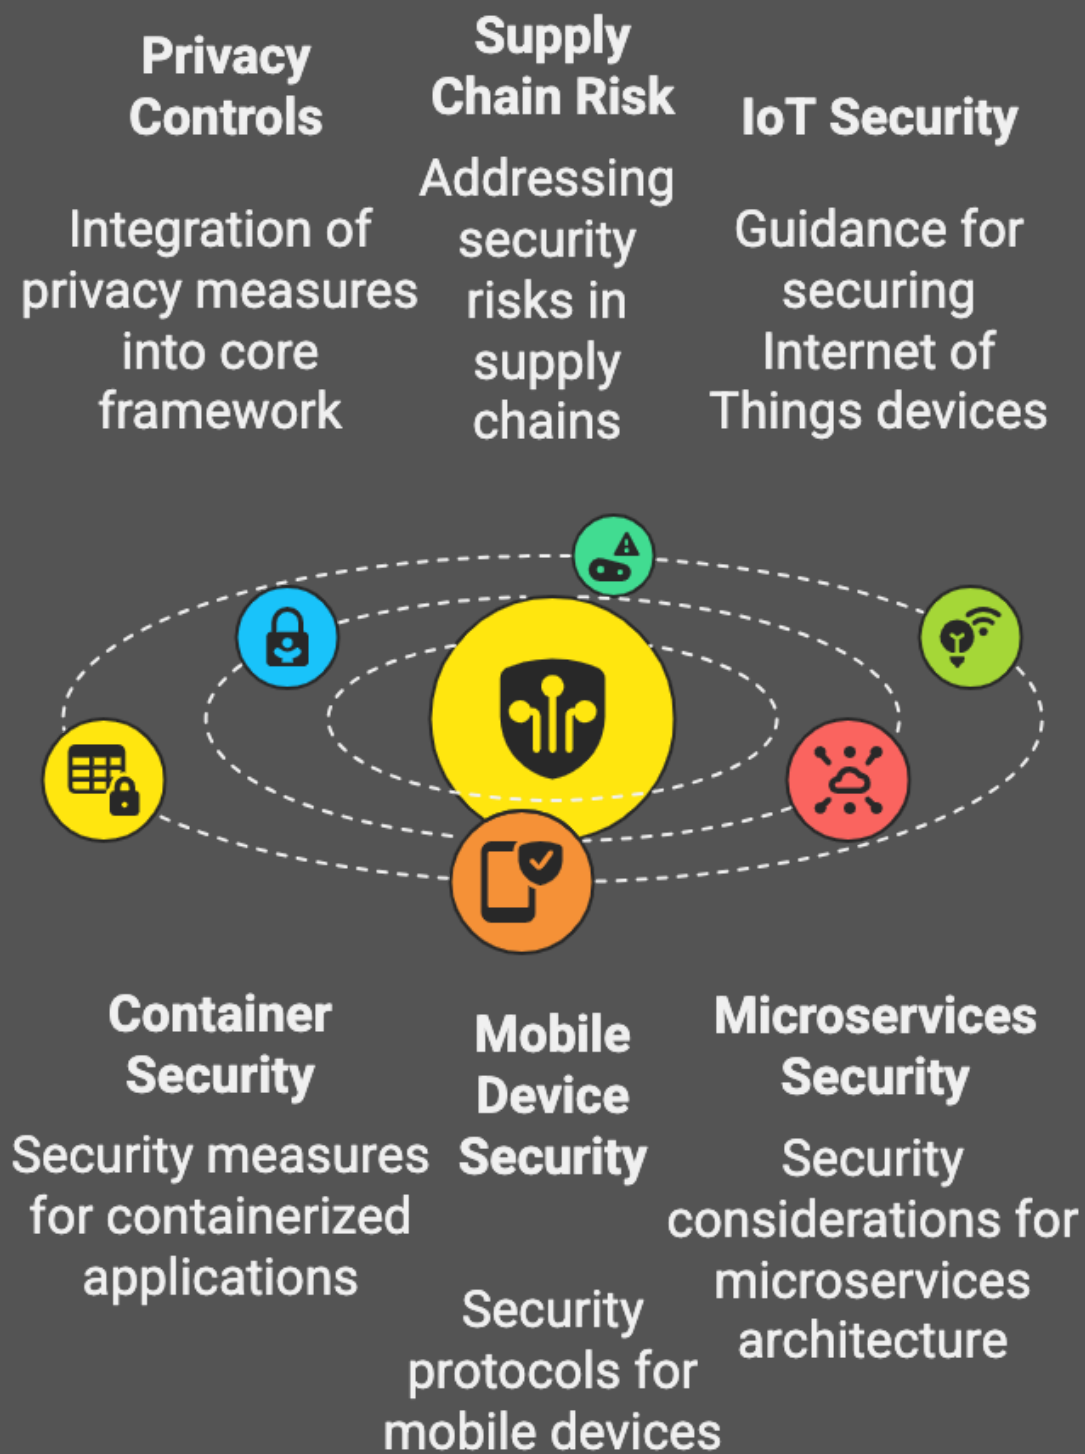 Privacy
Controls
Integration of
privacy measures
into core
framework
Supply
Chain Risk
Addressing
security
risks in
supply
chains
IoT Security
Guidance for
securing
Internet of
Things devices
Container
Security
Security measures
for containerized
applications
Mobile
Device
Security
Security
protocols for
mobile devices
Microservices
Security
Security
considerations for
microservices
architecture